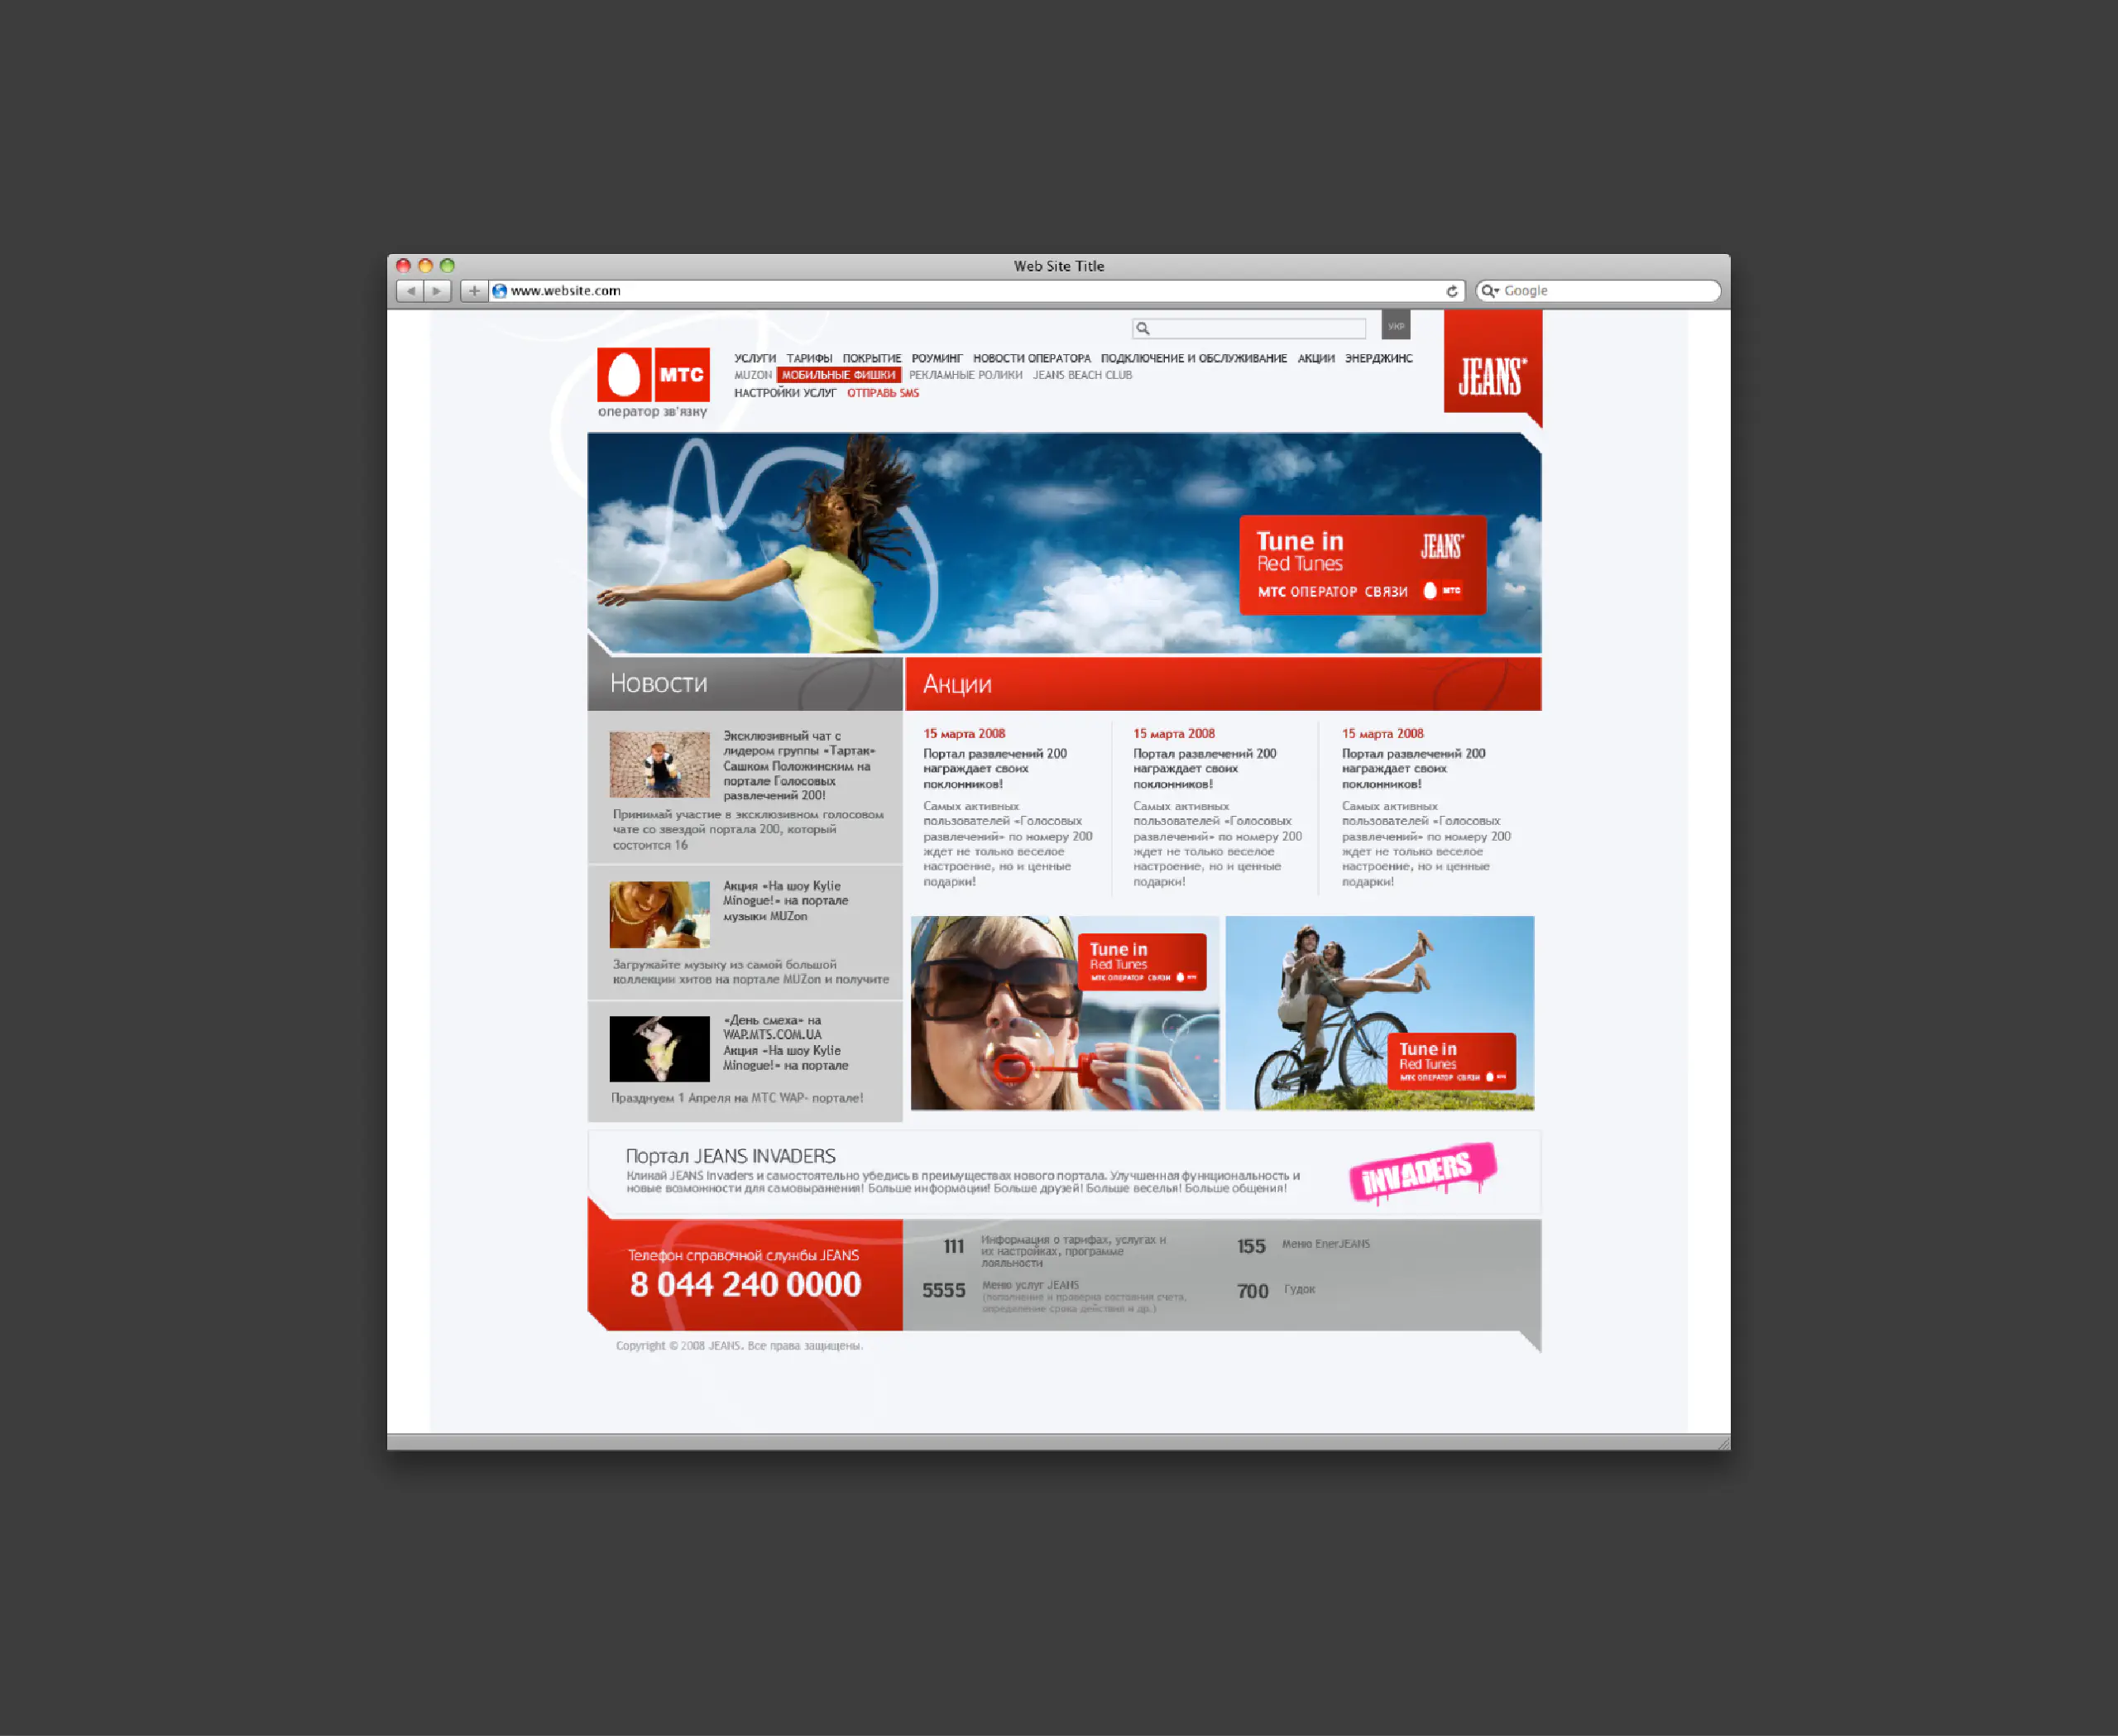 Web Site Title
www.website.com
Google
УКР
МТС
оператор зв'язку
УСЛУГИ ТАРИФЫ ПОКРЫТИЕ РОУМИНГ НОВОСТИ ОПЕРАТОРА ПОДКЛЮЧЕНИЕ И ОБСЛУЖИВАНИЕ АКЦИИ ЭНЕРДЖИНС
MUZON МОБИЛЬНЫЕ ФИШКИ РЕКЛАМНЫЕ РОЛИКИ JEANS BEACH CLUB
НАСТРОЙКИ УСЛУГ ОТПРАВЬ SMS
JEANS*
Tune in
JEANS*
Red Tunes
МТС ОПЕРАТОР СВЯЗИ МТС
Новости
Эксклюзивный чат с
лидером группы «Тартак»
Сашком Положинским на
портале Голосовых
развлечений 200!
Принимай участие в эксклюзивном голосовом
чате со звездой портала 200, который
состоится 16
Акция «На шоу Kylie
Minogue!» на портале
музыки MUZon
Загружайте музыку из самой большой
коллекции хитов на портале MUZon и получите
«День смеха» на
WAP.MTS.COM.UA
Акция «На шоу Kylie
Minogue!» на портале
Празднуем 1 Апреля на МТС WAP- портале!
Акции
15 марта 2008
Портал развлечений 200
награждает своих
поклонников!
Самых активных
пользователей «Голосовых
развлечений» по номеру 200
ждет не только веселое
настроение, но и ценные
подарки!
15 марта 2008
Портал развлечений 200
награждает своих
поклонников!
Самых активных
пользователей «Голосовых
развлечений» по номеру 200
ждет не только веселое
настроение, но и ценные
подарки!
15 марта 2008
Портал развлечений 200
награждает своих
поклонников!
Самых активных
пользователей «Голосовых
развлечений» по номеру 200
ждет не только веселое
настроение, но и ценные
подарки!
Tune in
Red Tunes
МТС ОПЕРАТОР СВЯЗИ
Tune in
Red Tunes
МТС ОПЕРАТОР СВЯЗИ
Портал JEANS INVADERS
Кликай JEANS Invaders и самостоятельно убедись в преимуществах нового портала. Улучшенная функциональность и
новые возможности для самовыражения! Больше информации! Больше друзей! Больше веселья! Больше общения!
iNVADERS
Телефон справочной службы JEANS
8 044 240 0000
111 Информация о тарифах, услугах и
их настройках, программе
лояльности
5555 Меню услуг JEANS
(пополнение и проверка состояния счета,
определение срока действия и др.)
155 Меню EnerJEANS
700 Гудок
Copyright © 2008 JEANS. Все права защищены.